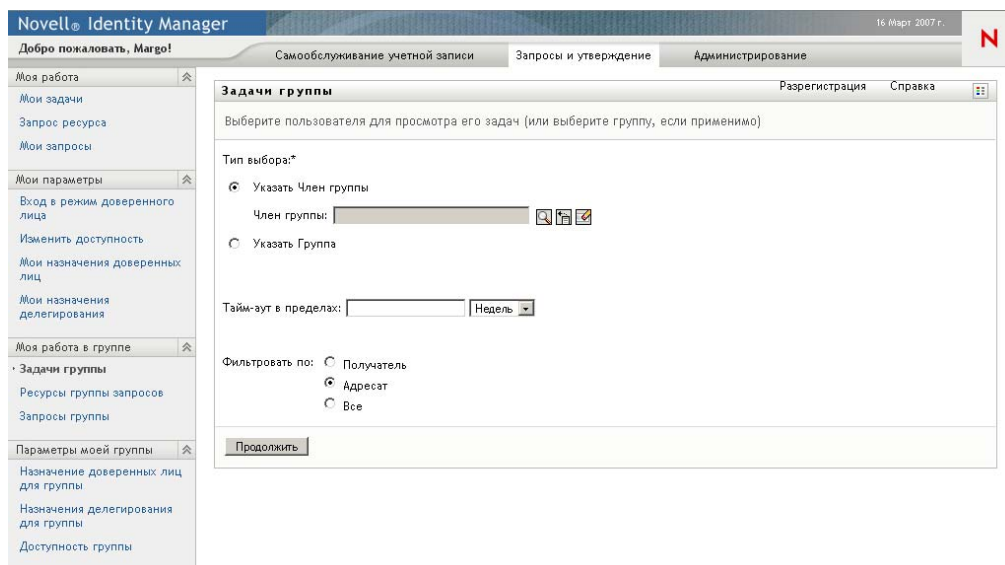 Novell® Identity Manager
16 Март 2007 г.
Добро пожаловать, Margo!
Самообслуживание учетной записи
Запросы и утверждение
Администрирование
N
Моя работа
Мои задачи
Запрос ресурса
Мои запросы
Мои параметры
Вход в режим доверенного
лица
Изменить доступность
Мои назначения доверенных
лиц
Мои назначения
делегирования
Моя работа в группе
Задачи группы
Ресурсы группы запросов
Запросы группы
Параметры моей группы
Назначение доверенных лиц
для группы
Назначения делегирования
для группы
Доступность группы
Задачи группы
Разрегистрация
Справка
Выберите пользователя для просмотра его задач (или выберите группу, если применимо)
Тип выбора:*
Указать Член группы
Член группы:
Указать Группа
Тайм-аут в пределах:
Недель
Фильтровать по:
Получатель
Адресат
Все
Продолжить